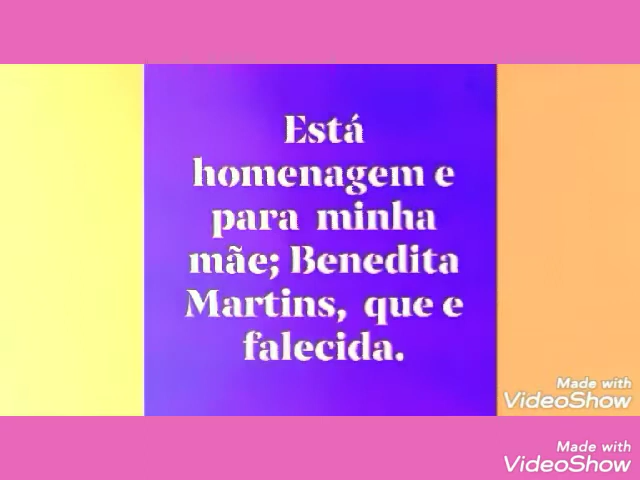 Está
homenagem e
para minha
mãe; Benedita
Martins, que e
falecida.
Made with
VideoShow
Made with
VideoShow